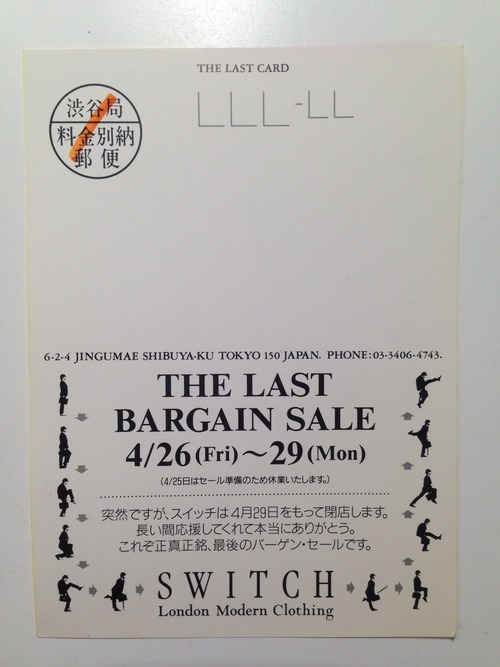 THE LAST CARD
渋谷局
料金別納
郵便
6-2-4 JINGUMAE SHIBUYA-KU TOKYO 150 JAPAN. PHONE:03-3406-4743.
THE LAST
BARGAIN SALE
4/26(Fri)～29(Mon)
(4/25日はセール準備のため休業いたします。)
突然ですが、スイッチは4月29日をもって閉店します。
長い間応援してくれて本当にありがとう。
これぞ正真正銘、最後のバーゲン・セールです。
SWITCH
London Modern Clothing